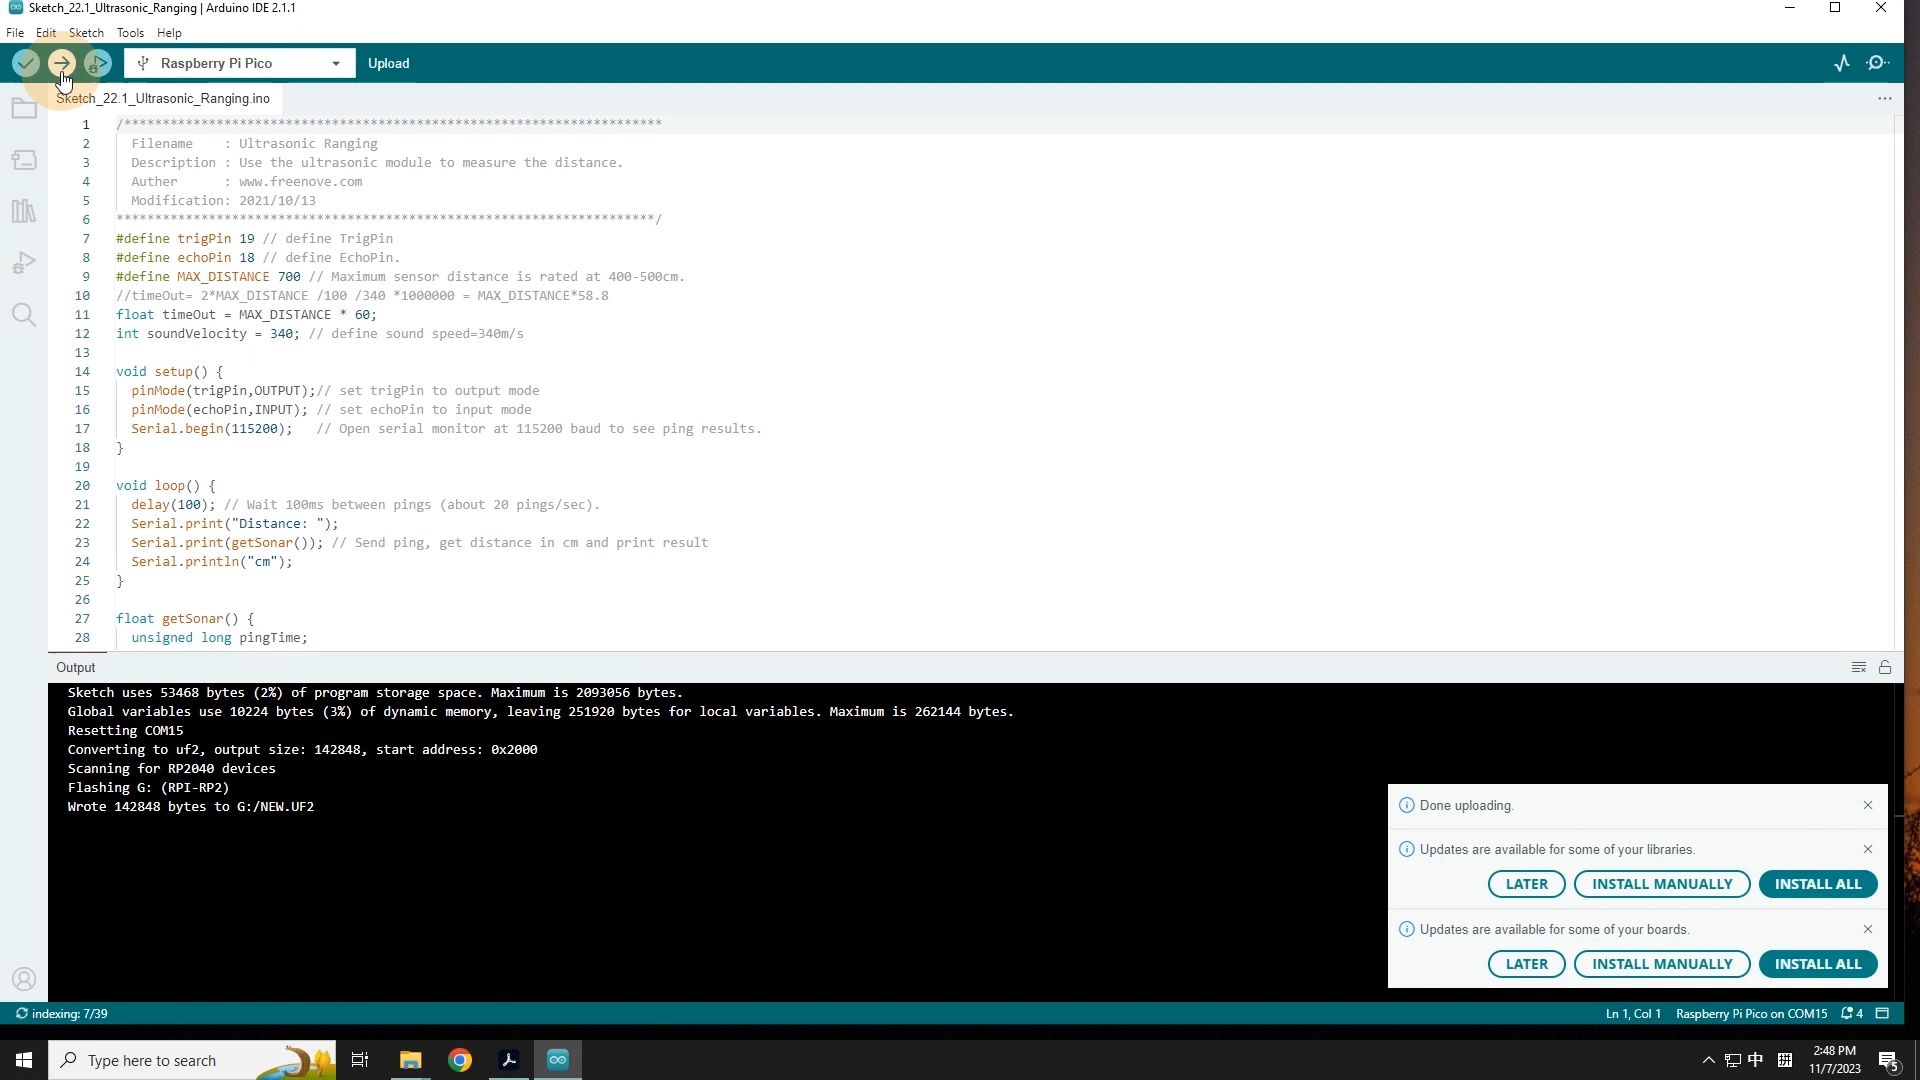 Sketch_22.1_Ultrasonic_Ranging | Arduino IDE 2.1.1
File Edit Sketch Tools Help
Raspberry Pi Pico
Upload
Sketch_22.1_Ultrasonic_Ranging.ino
1 /**********************************************************************
2 Filename    : Ultrasonic Ranging
3 Description : Use the ultrasonic module to measure the distance.
4 Auther      : www.freenove.com
5 Modification: 2021/10/13
6 **********************************************************************/
7 #define trigPin 19 // define TrigPin
8 #define echoPin 18 // define EchoPin.
9 #define MAX_DISTANCE 700 // Maximum sensor distance is rated at 400-500cm.
10 //timeOut= 2*MAX_DISTANCE /100 /340 *1000000 = MAX_DISTANCE*58.8
11 float timeOut = MAX_DISTANCE * 60;
12 int soundVelocity = 340; // define sound speed=340m/s
13
14 void setup() {
15 pinMode(trigPin,OUTPUT);// set trigPin to output mode
16 pinMode(echoPin,INPUT); // set echoPin to input mode
17 Serial.begin(115200);   // Open serial monitor at 115200 baud to see ping results.
18 }
19
20 void loop() {
21 delay(100); // Wait 100ms between pings (about 20 pings/sec).
22 Serial.print("Distance: ");
23 Serial.print(getSonar()); // Send ping, get distance in cm and print result
24 Serial.println("cm");
25 }
26
27 float getSonar() {
28 unsigned long pingTime;
Output
Sketch uses 53468 bytes (2%) of program storage space. Maximum is 2093056 bytes.
Global variables use 10224 bytes (3%) of dynamic memory, leaving 251920 bytes for local variables. Maximum is 262144 bytes.
Resetting COM15
Converting to uf2, output size: 142848, start address: 0x2000
Scanning for RP2040 devices
Flashing G: (RPI-RP2)
Wrote 142848 bytes to G:/NEW.UF2
Done uploading.
Updates are available for some of your libraries.
LATER INSTALL MANUALLY INSTALL ALL
Updates are available for some of your boards.
LATER INSTALL MANUALLY INSTALL ALL
indexing: 7/39
Ln 1, Col 1 Raspberry Pi Pico on COM15 4
Type here to search
中 拼
2:48 PM
11/7/2023
5